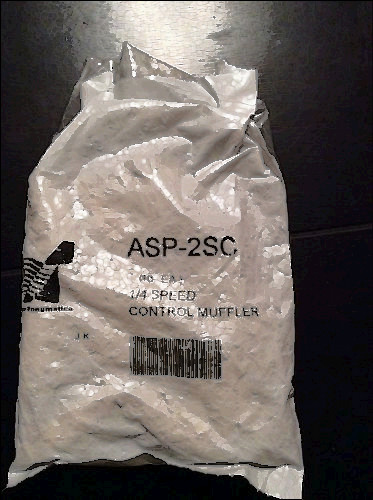 ASP-2SC
1/4 SPEED
CONTROL MUFFLER
J K